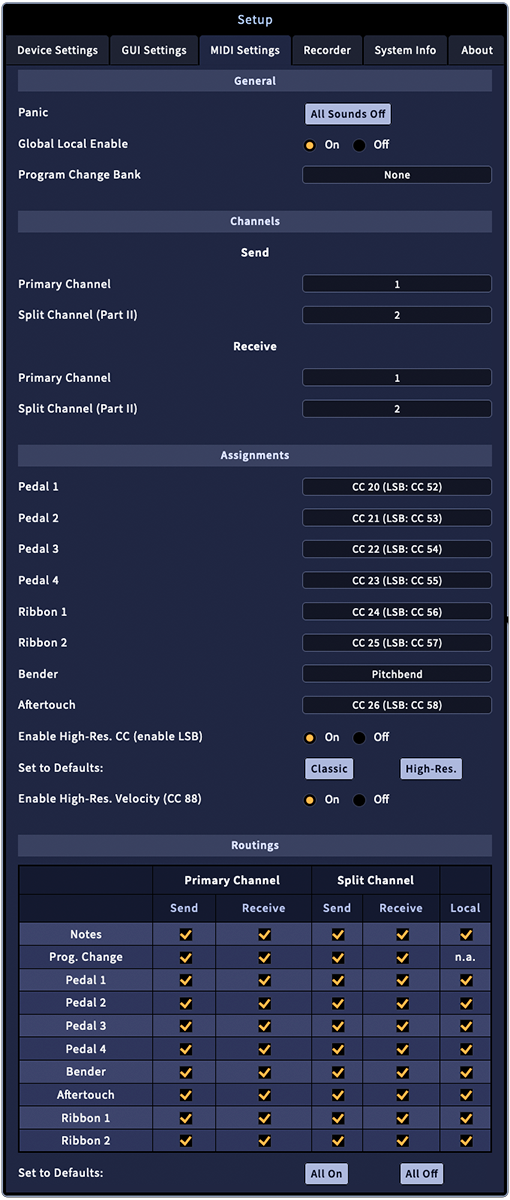 Setup
Device Settings GUI Settings MIDI Settings Recorder System Info About
General
Panic All Sounds Off
Global Local Enable On Off
Program Change Bank None
Channels
Send
Primary Channel 1
Split Channel (Part II) 2
Receive
Primary Channel 1
Split Channel (Part II) 2
Assignments
Pedal 1 CC 20 (LSB: CC 52)
Pedal 2 CC 21 (LSB: CC 53)
Pedal 3 CC 22 (LSB: CC 54)
Pedal 4 CC 23 (LSB: CC 55)
Ribbon 1 CC 24 (LSB: CC 56)
Ribbon 2 CC 25 (LSB: CC 57)
Bender Pitchbend
Aftertouch CC 26 (LSB: CC 58)
Enable High-Res. CC (enable LSB) On Off
Set to Defaults: Classic High-Res.
Enable High-Res. Velocity (CC 88) On Off
Routings
Primary Channel Split Channel
Send Receive Send Receive Local
Notes
Prog. Change n.a.
Pedal 1
Pedal 2
Pedal 3
Pedal 4
Bender
Aftertouch
Ribbon 1
Ribbon 2
Set to Defaults: All On All Off